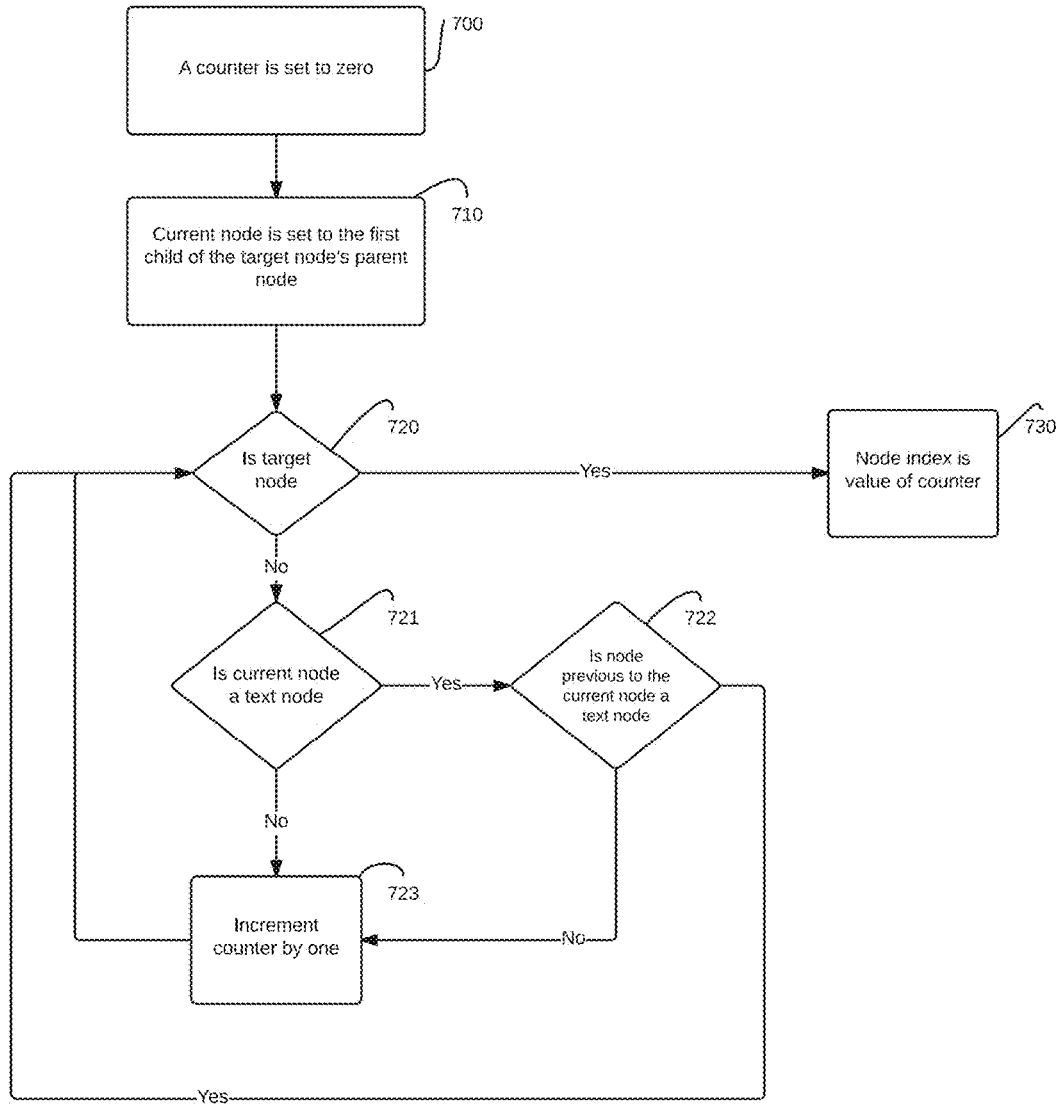 700
A counter is set to zero
710
Current node is set to the first
child of the target node's parent
node
720
Is target
node
Yes
730
Node index is
value of counter
No
721
Is current node
a text node
Yes
722
Is node
previous to the
current node a
text node
No
723
Increment
counter by one
No
Yes